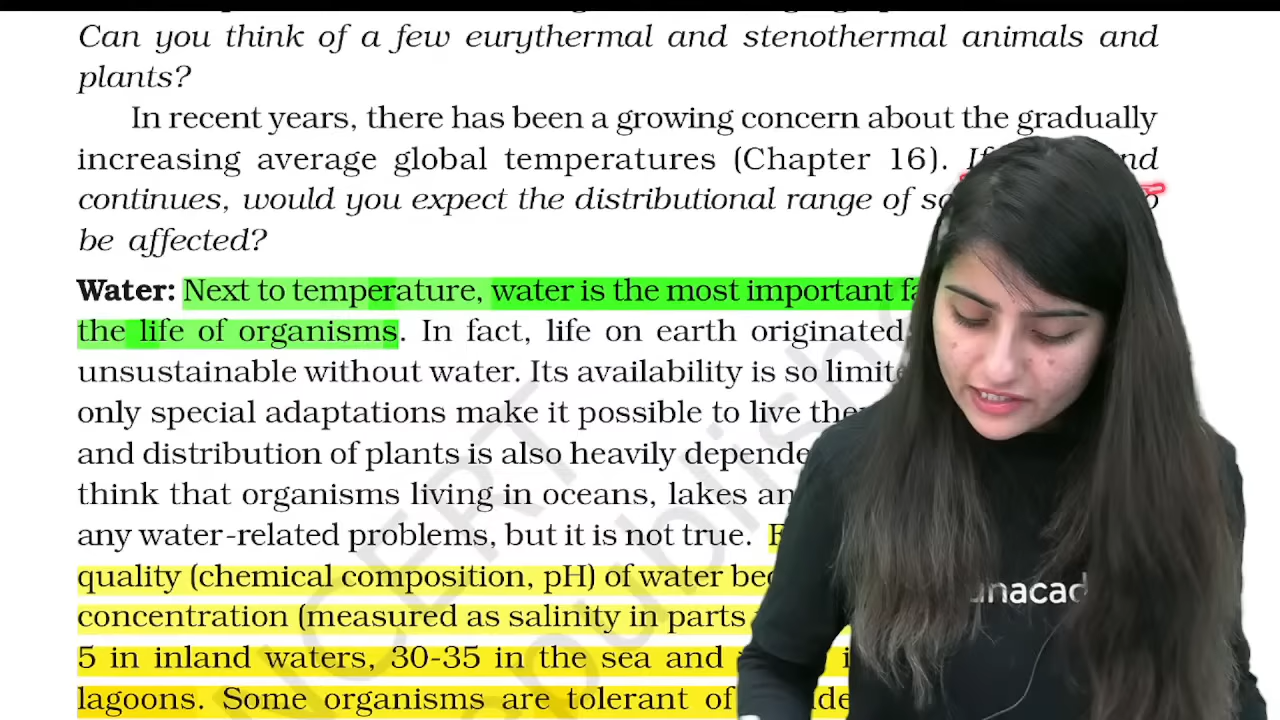 Can you think of a few eurythermal and stenothermal animals and
plants?
In recent years, there has been a growing concern about the gradually
increasing average global temperatures (Chapter 16). If
continues, would you expect the distributional range of
be affected?
Water: Next to temperature, water is the most important
the life of organisms. In fact, life on earth originated
unsustainable without water. Its availability is so
only special adaptations make it possible to live
and distribution of plants is also heavily
think that organisms living in oceans, lakes
any water-related problems, but it is not true.
quality (chemical composition, pH) of water
concentration (measured as salinity in parts
5 in inland waters, 30-35 in the sea and
lagoons. Some organisms are tolerant of
NCERT
unacad